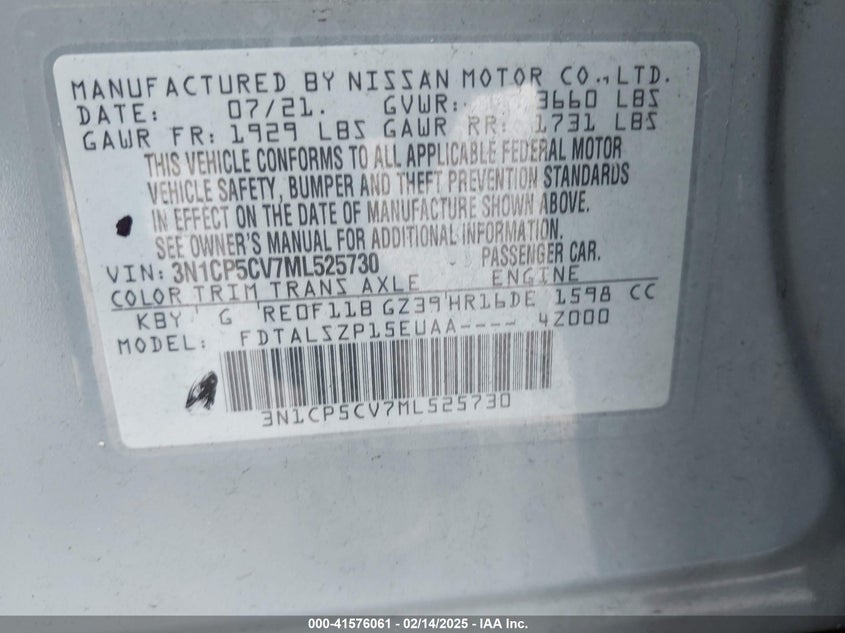 MANUFACTURED BY NISSAN MOTOR CO., LTD.
DATE: 07/21. GVWR: 3660 LBS
GAWR FR: 1929 LBS GAWR RR: 1731 LBS
THIS VEHICLE CONFORMS TO ALL APPLICABLE FEDERAL MOTOR
VEHICLE SAFETY, BUMPER AND THEFT PREVENTION STANDARDS
IN EFFECT ON THE DATE OF MANUFACTURE SHOWN ABOVE.
SEE OWNER'S MANUAL FOR ADDITIONAL INFORMATION.
VIN: 3N1CP5CV7ML525730 PASSENGER CAR.
COLOR TRIM TRANS AXLE ENGINE
KBY G RE0F11B GZ39 HR16DE 1598 CC
MODEL: FDTALSZP15EUAA---- 4Z000
3N1CP5CV7ML525730
000-41576061 - 02/14/2025 - IAA Inc.